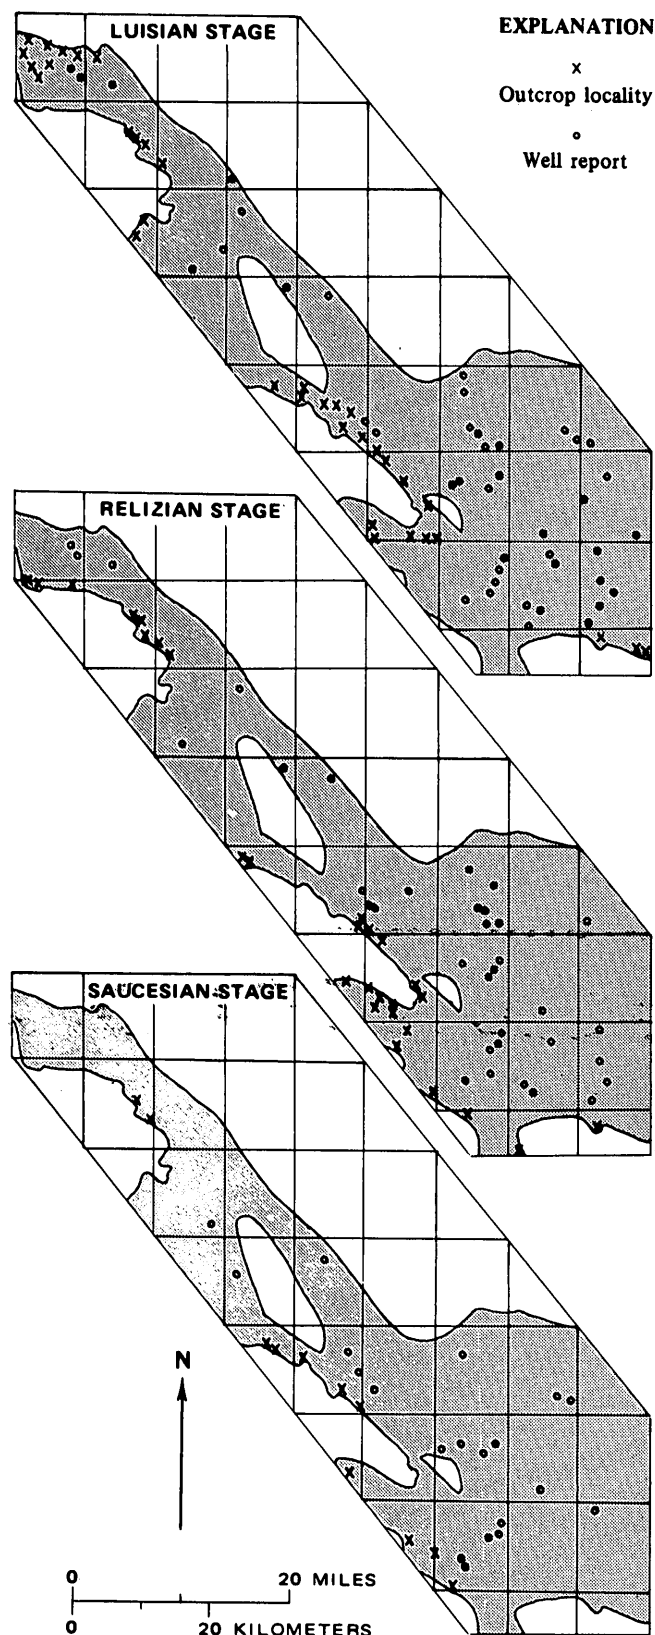 LUISIAN STAGE
EXPLANATION
x
Outcrop locality
o
Well report
RELIZIAN STAGE
SAUCESIAN STAGE
N
0 20 MILES
0 20 KILOMETERS